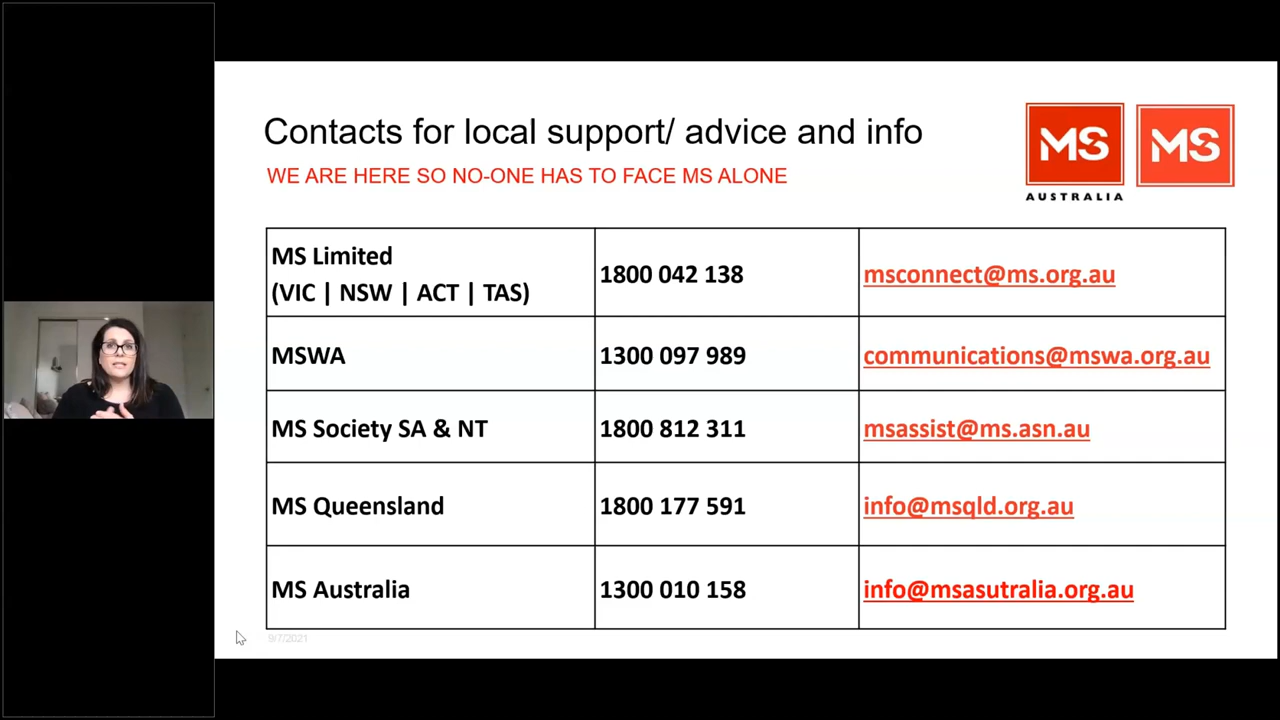 Contacts for local support/ advice and info
WE ARE HERE SO NO-ONE HAS TO FACE MS ALONE
MS
AUSTRALIA
MS
MS Limited
(VIC | NSW | ACT | TAS)
1800 042 138
msconnect@ms.org.au
MSWA
1300 097 989
communications@mswa.org.au
MS Society SA & NT
1800 812 311
msassist@ms.asn.au
MS Queensland
1800 177 591
info@msqld.org.au
MS Australia
1300 010 158
info@msasutralia.org.au
9/7/2021